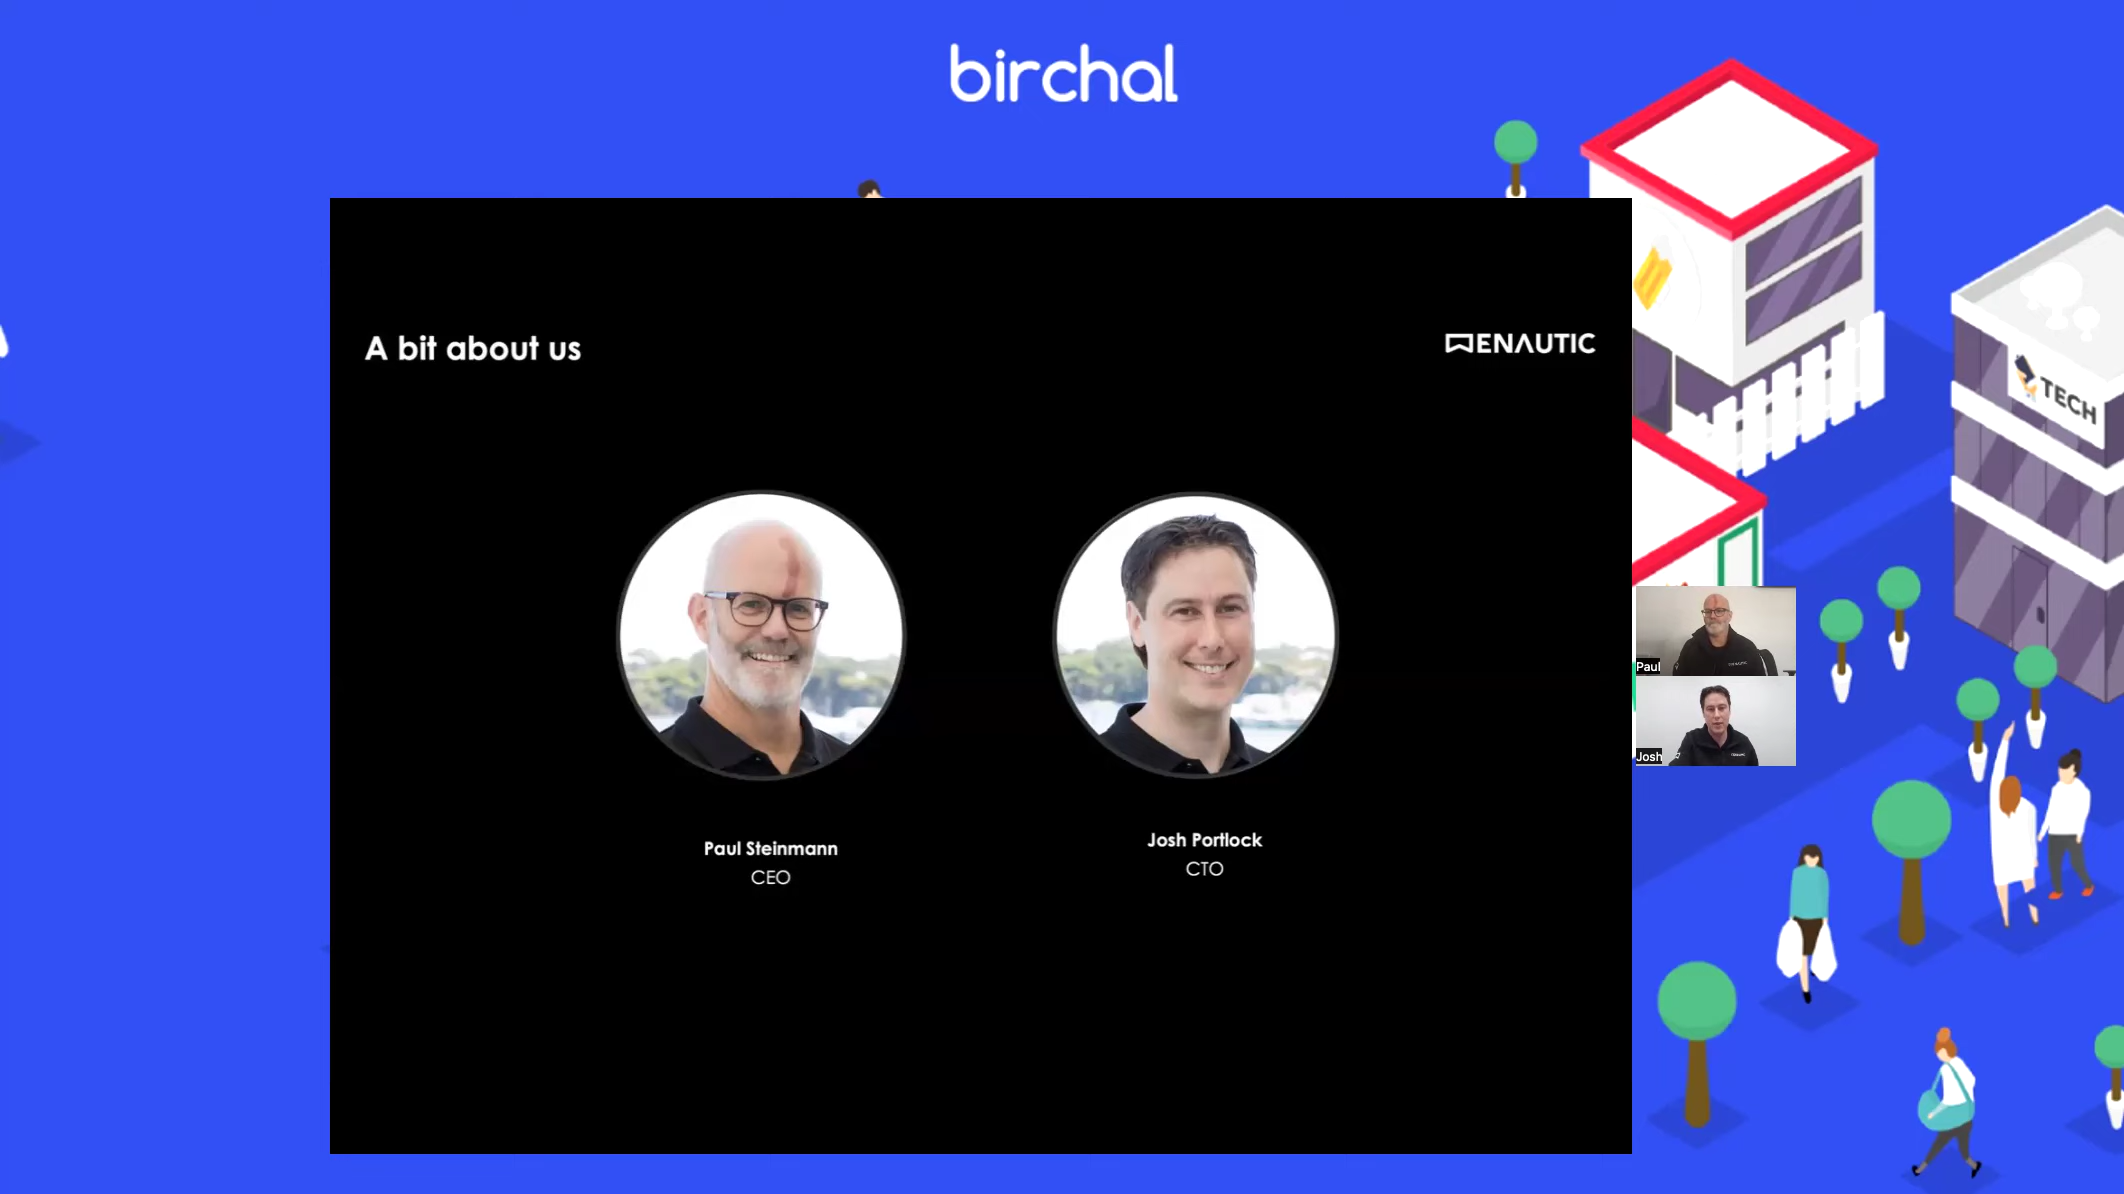 birchal
A bit about us
ENAUTIC
TECH
Paul
Josh
Paul Steinmann
CEO
Josh Portlock
CTO